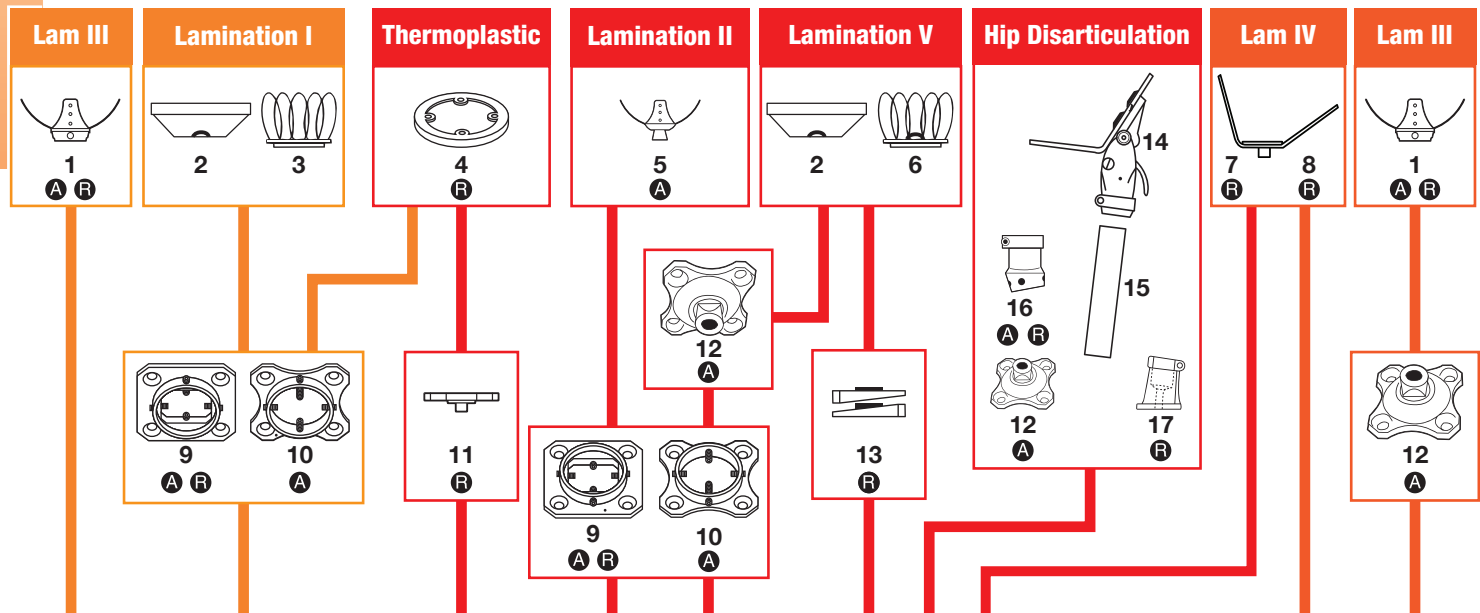 Lam III
Lamination I
Thermoplastic
Lamination II
Lamination V
Hip Disarticulation
Lam IV
Lam III
1
A R
2
3
4
R
5
A
2
6
14
15
16
A R
12
A
17
R
7
R
8
R
1
A R
9
A R
10
A
11
R
12
A
9
A R
10
A
13
R
12
A